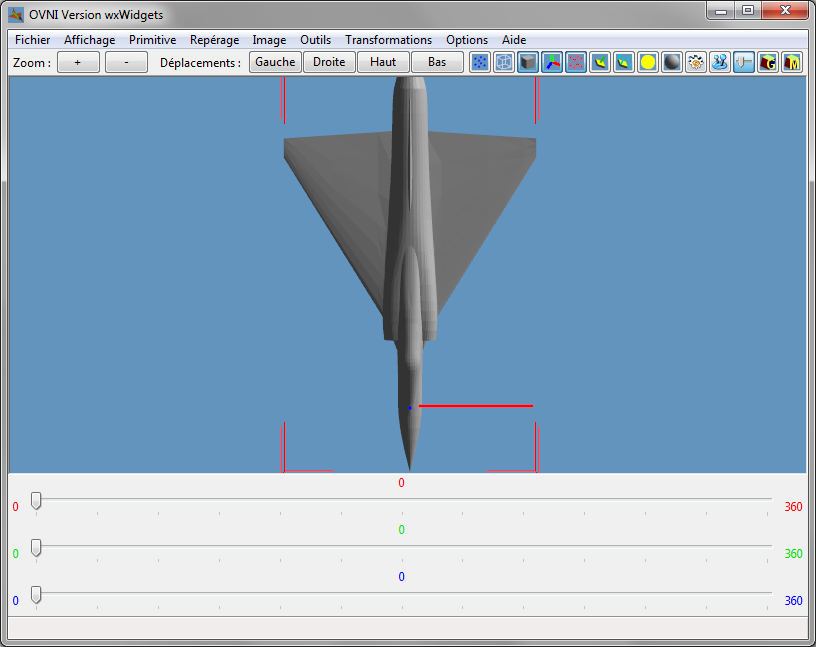 OVNI Version wxWidgets
Fichier Affichage Primitive Repérage Image Outils Transformations Options Aide
Zoom : + - Déplacements : Gauche Droite Haut Bas G M
0
0 360
0
0 360
0
0 360